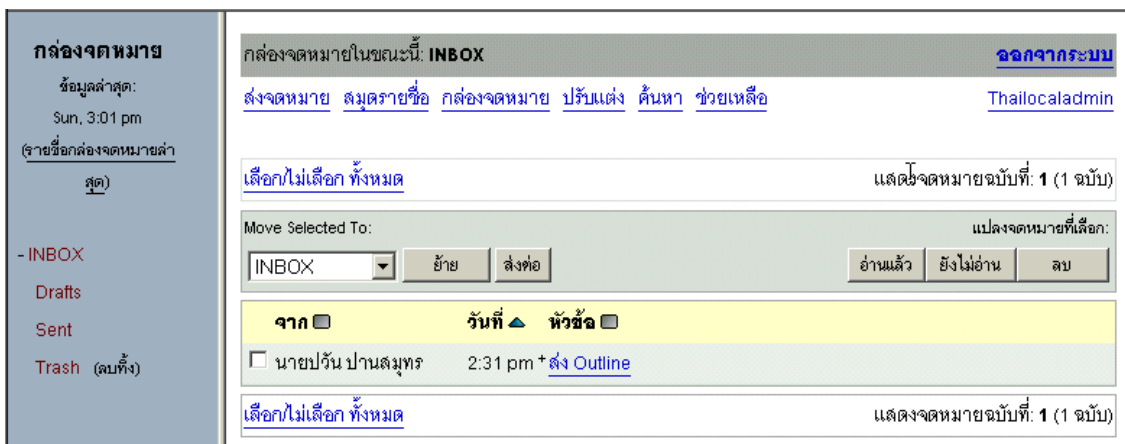 กล่องจดหมาย
ข้อมูลล่าสุด:
Sun, 3:01 pm
(รายชื่อกล่องจดหมายล่า
สุด)
- INBOX
Drafts
Sent
Trash (ลบทิ้ง)
กล่องจดหมายในขณะนี้: INBOX ออกจากระบบ
ส่งจดหมาย สมุดรายชื่อ กล่องจดหมาย ปรับแต่ง ค้นหา ช่วยเหลือ Thailocaladmin
เลือก/ไม่เลือก ทั้งหมด แสดงจดหมายฉบับที่: 1 (1 ฉบับ)
Move Selected To: แปลงจดหมายที่เลือก:
INBOX ย้าย ส่งต่อ อ่านแล้ว ยังไม่อ่าน ลบ
จาก วันที่ หัวข้อ
นายปวัน ปานสมุทร 2:31 pm + ส่ง Outline
เลือก/ไม่เลือก ทั้งหมด แสดงจดหมายฉบับที่: 1 (1 ฉบับ)